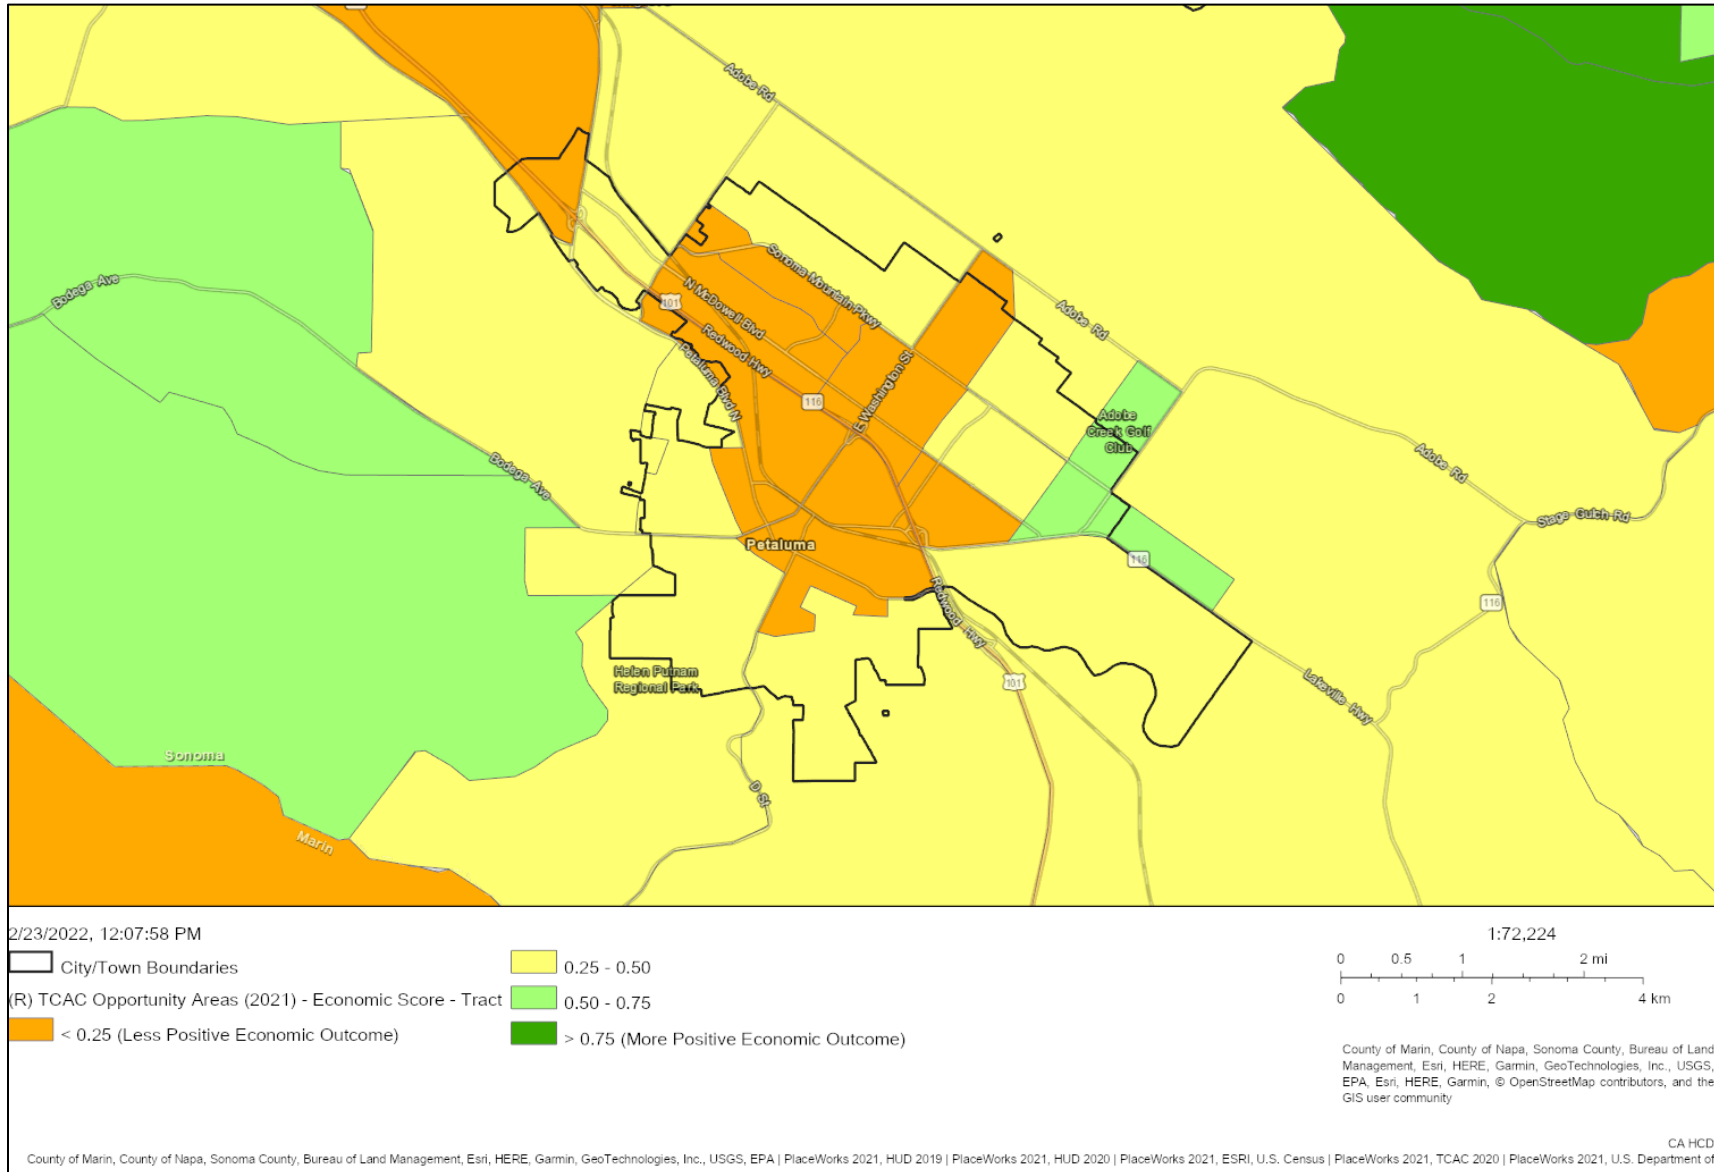 Adobe Rd
Bodega Ave
Sonoma Mountain Pkwy
N McDowell Blvd
101
Redwood Hwy
Petaluma Blvd N
116
E Washington St
Adobe Rd
Adobe
Creek Golf
Club
Adobe Rd
Bodega Ave
Stage Gulch Rd
Petaluma
116
Redwood Hwy
116
Helen Putnam
Regional Park
101
Lakeville Hwy
Sonoma
D St
Marin
2/23/2022, 12:07:58 PM
City/Town Boundaries
(R) TCAC Opportunity Areas (2021) - Economic Score - Tract
< 0.25 (Less Positive Economic Outcome)
0.25 - 0.50
0.50 - 0.75
> 0.75 (More Positive Economic Outcome)
1:72,224
0 0.5 1 2 mi
0 1 2 4 km
County of Marin, County of Napa, Sonoma County, Bureau of Land
Management, Esri, HERE, Garmin, GeoTechnologies, Inc., USGS,
EPA, Esri, HERE, Garmin, © OpenStreetMap contributors, and the
GIS user community
CA HCD
County of Marin, County of Napa, Sonoma County, Bureau of Land Management, Esri, HERE, Garmin, GeoTechnologies, Inc., USGS, EPA | PlaceWorks 2021, HUD 2019 | PlaceWorks 2021, HUD 2020 | PlaceWorks 2021, ESRI, U.S. Census | PlaceWorks 2021, TCAC 2020 | PlaceWorks 2021, U.S. Department of